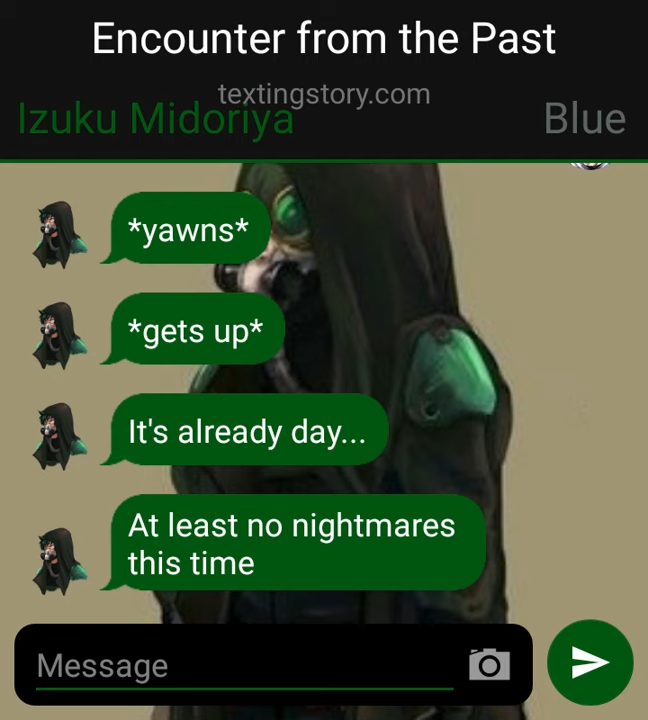 Encounter from the Past
textingstory.com
Izuku Midoriya
Blue
*yawns*
*gets up*
It's already day...
At least no nightmares
this time
Message